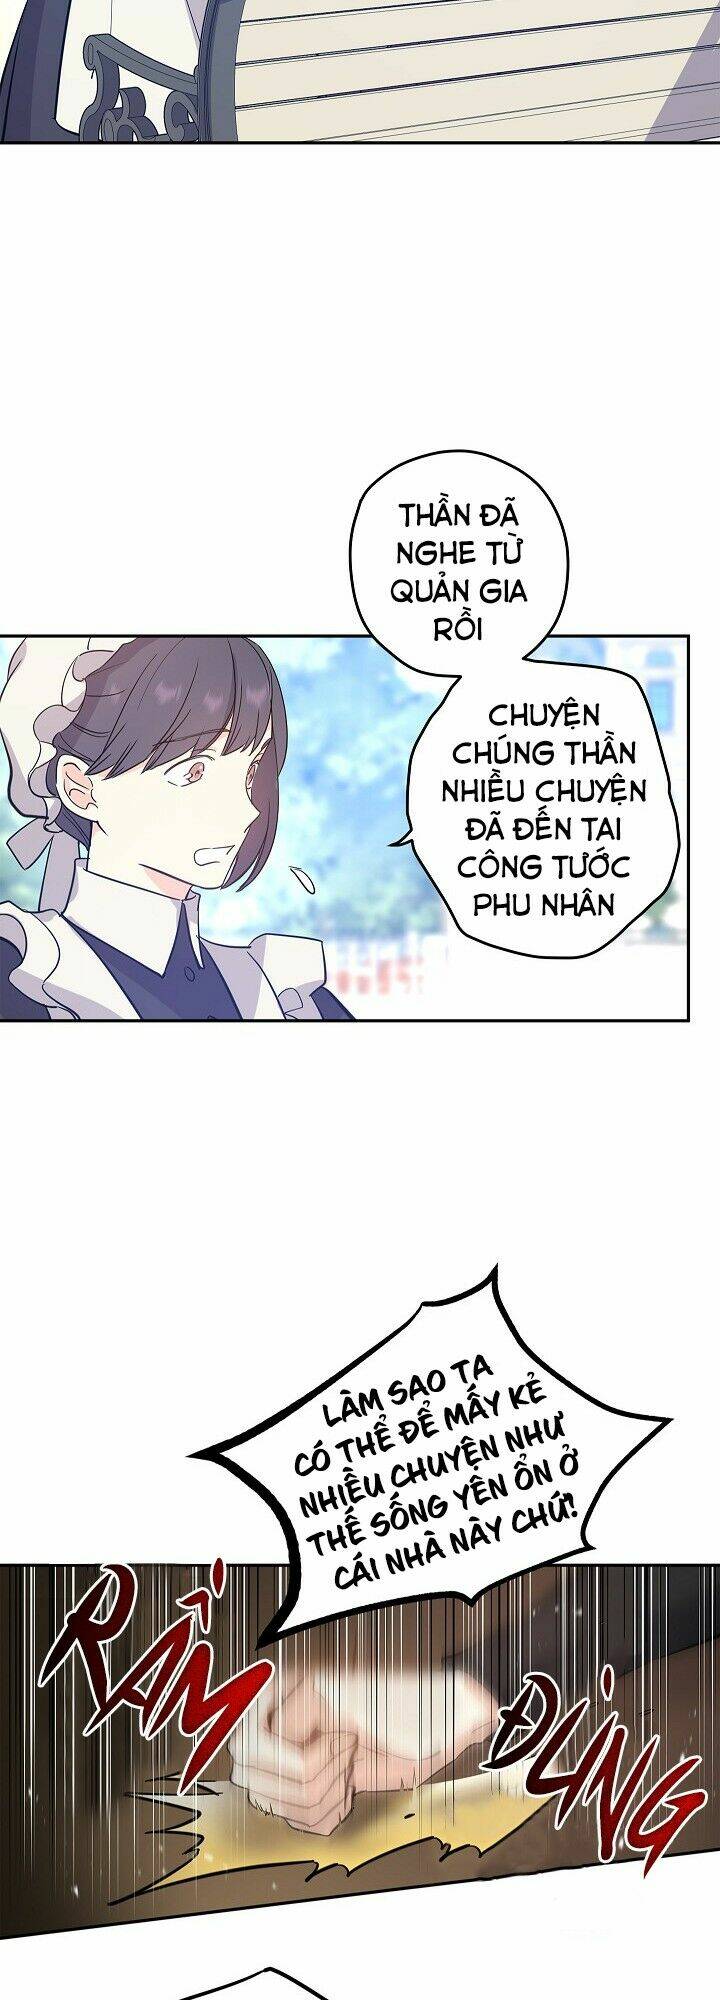 THẦN ĐÃ
NGHE TỪ
QUẢN GIA
RỒI
CHUYỆN
CHÚNG THẦN
NHIỀU CHUYỆN
ĐÃ ĐẾN TAI
CÔNG TƯỚC
PHU NHÂN
LÀM SAO TA
CÓ THỂ ĐỂ MẤY KẺ
NHIỀU CHUYỆN NHƯ
THẾ SỐNG YÊN ỔN Ở
CÁI NHÀ NÀY CHỨ!
RẦM
ĐÙNG